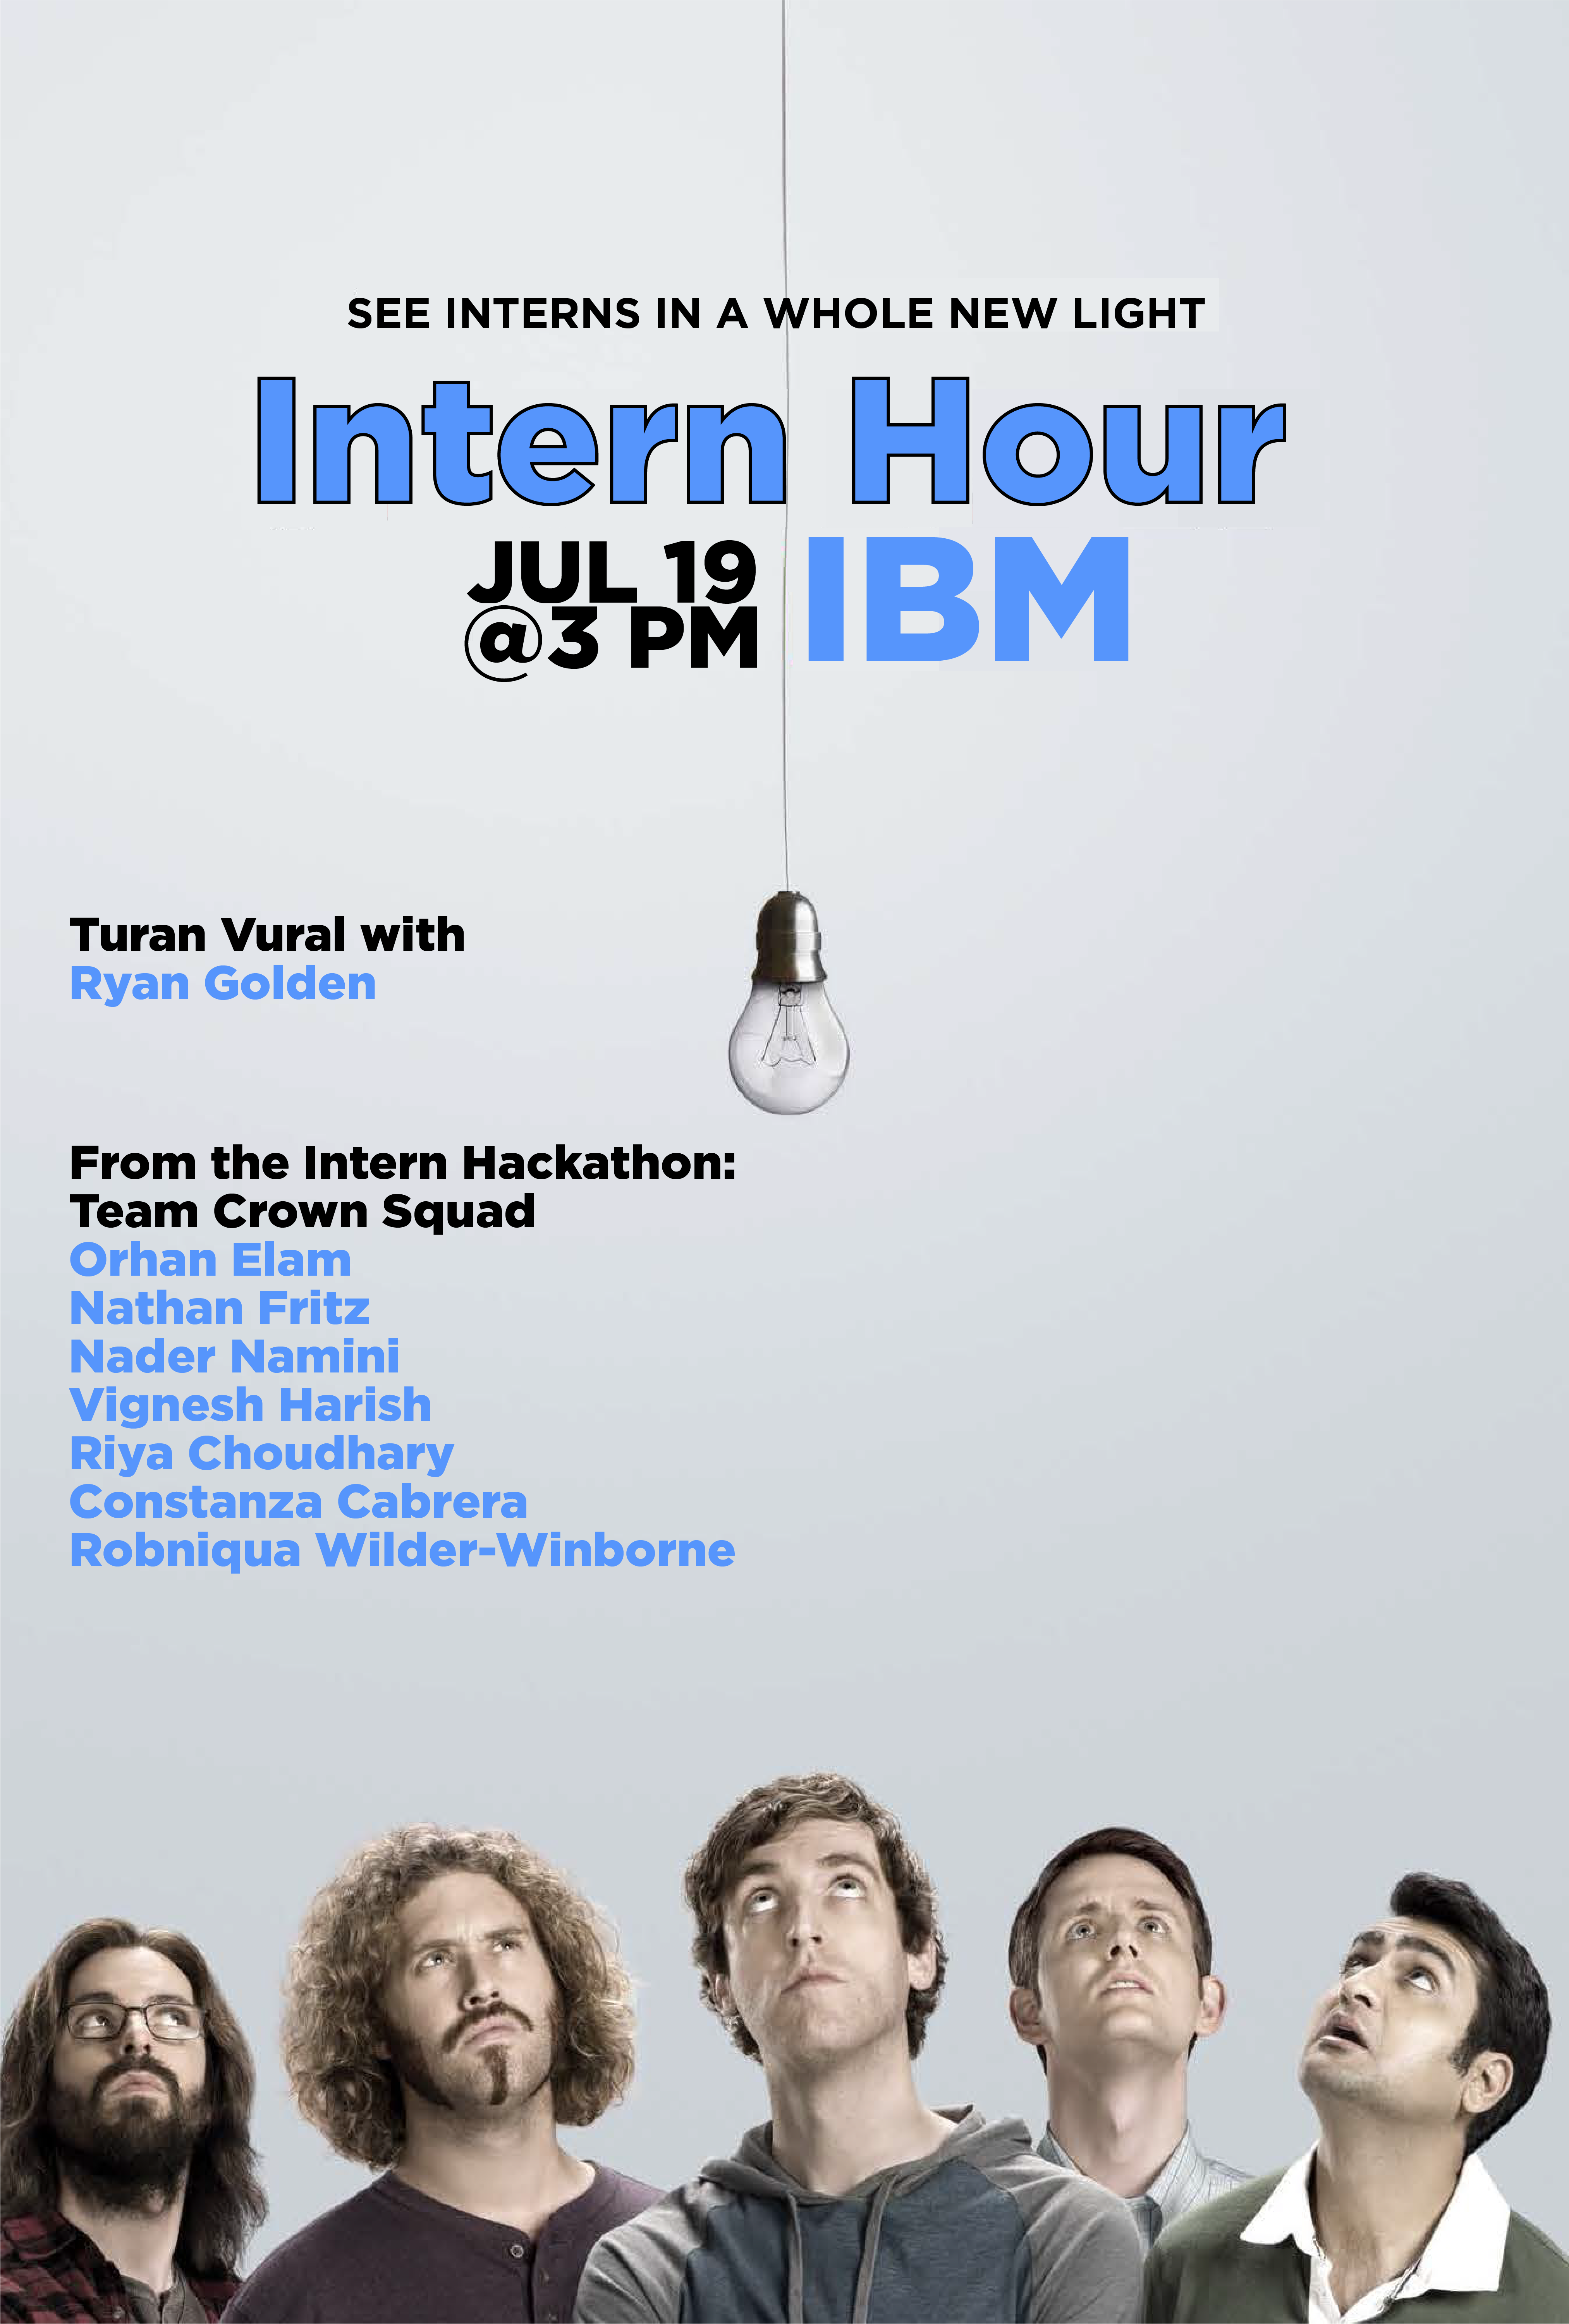 SEE INTERNS IN A WHOLE NEW LIGHT
Intern Hour
JUL 19
@3 PM
IBM
Turan Vural with
Ryan Golden
From the Intern Hackathon:
Team Crown Squad
Orhan Elam
Nathan Fritz
Nader Namini
Vignesh Harish
Riya Choudhary
Constanza Cabrera
Robniqua Wilder-Winborne